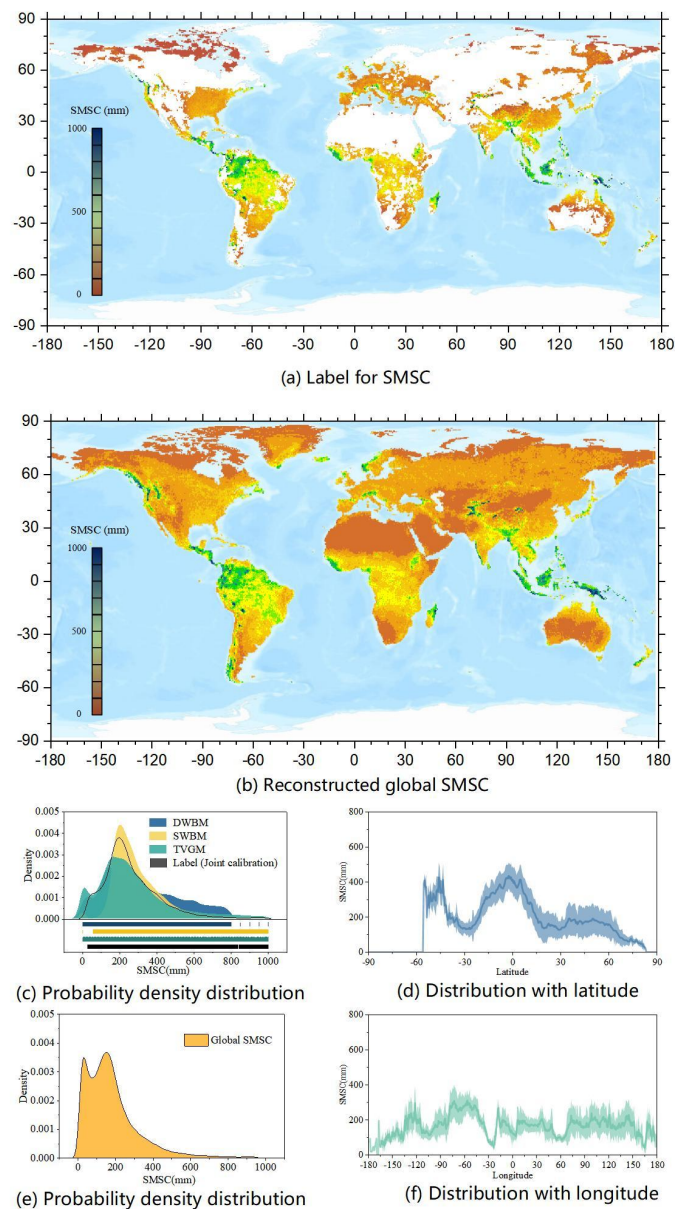 90
60
30
0
-30
-60
-90
SMSC (mm)
1000
500
0
-180 -150 -120 -90 -60 -30 0 30 60 90 120 150 180
(a) Label for SMSC
90
60
30
0
-30
-60
-90
SMSC (mm)
1000
500
0
-180 -150 -120 -90 -60 -30 0 30 60 90 120 150 180
(b) Reconstructed global SMSC
0.005
0.004
0.003
0.002
0.001
0.000
Density
DWBM
SWBM
TVGM
Label (Joint calibration)
0 200 400 600 800 1000
SMSC(mm)
(c) Probability density distribution
800
600
400
200
0
SMSC(mm)
-90 -60 -30 0 30 60 90
Latitude
(d) Distribution with latitude
0.005
0.004
0.003
0.002
0.001
0.000
Density
Global SMSC
0 200 400 600 800 1000
SMSC(mm)
(e) Probability density distribution
800
600
400
200
0
SMSC(mm)
-180 -150 -120 -90 -60 -30 0 30 60 90 120 150 180
Longitude
(f) Distribution with longitude